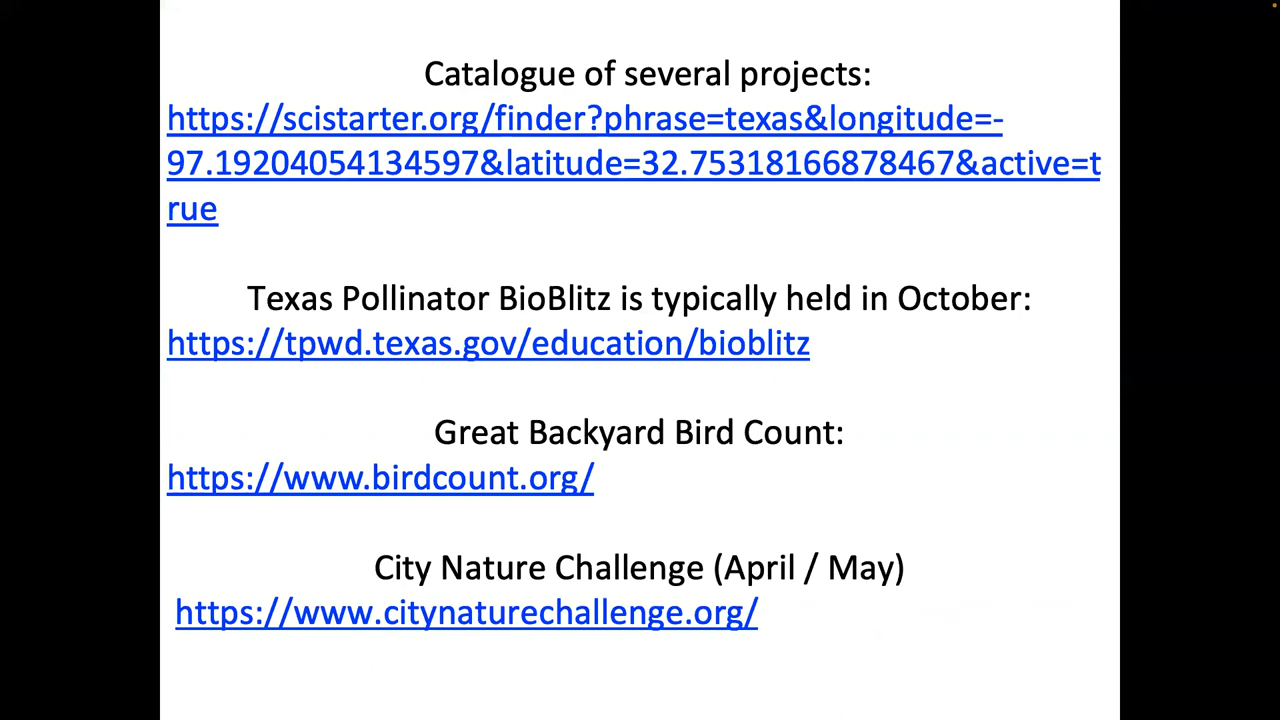 Catalogue of several projects:
https://scistarter.org/finder?phrase=texas&longitude=-
97.19204054134597&latitude=32.75318166878467&active=t
rue
Texas Pollinator BioBlitz is typically held in October:
https://tpwd.texas.gov/education/bioblitz
Great Backyard Bird Count:
https://www.birdcount.org/
City Nature Challenge (April / May)
https://www.citynaturechallenge.org/